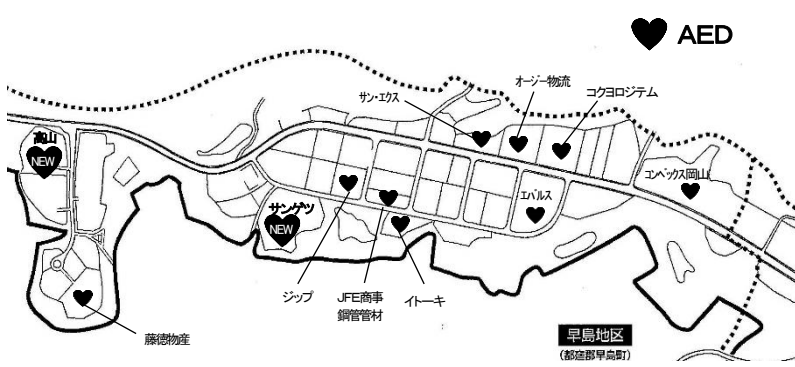 AED
オージー物流
サン・エクス
コクヨロジテム
高山
NEW
コンベックス岡山
エバルス
サンゲツ
NEW
ジップ
JFE商事
鋼管管材
イトーキ
藤徳物産
早島地区
(都窪郡早島町)